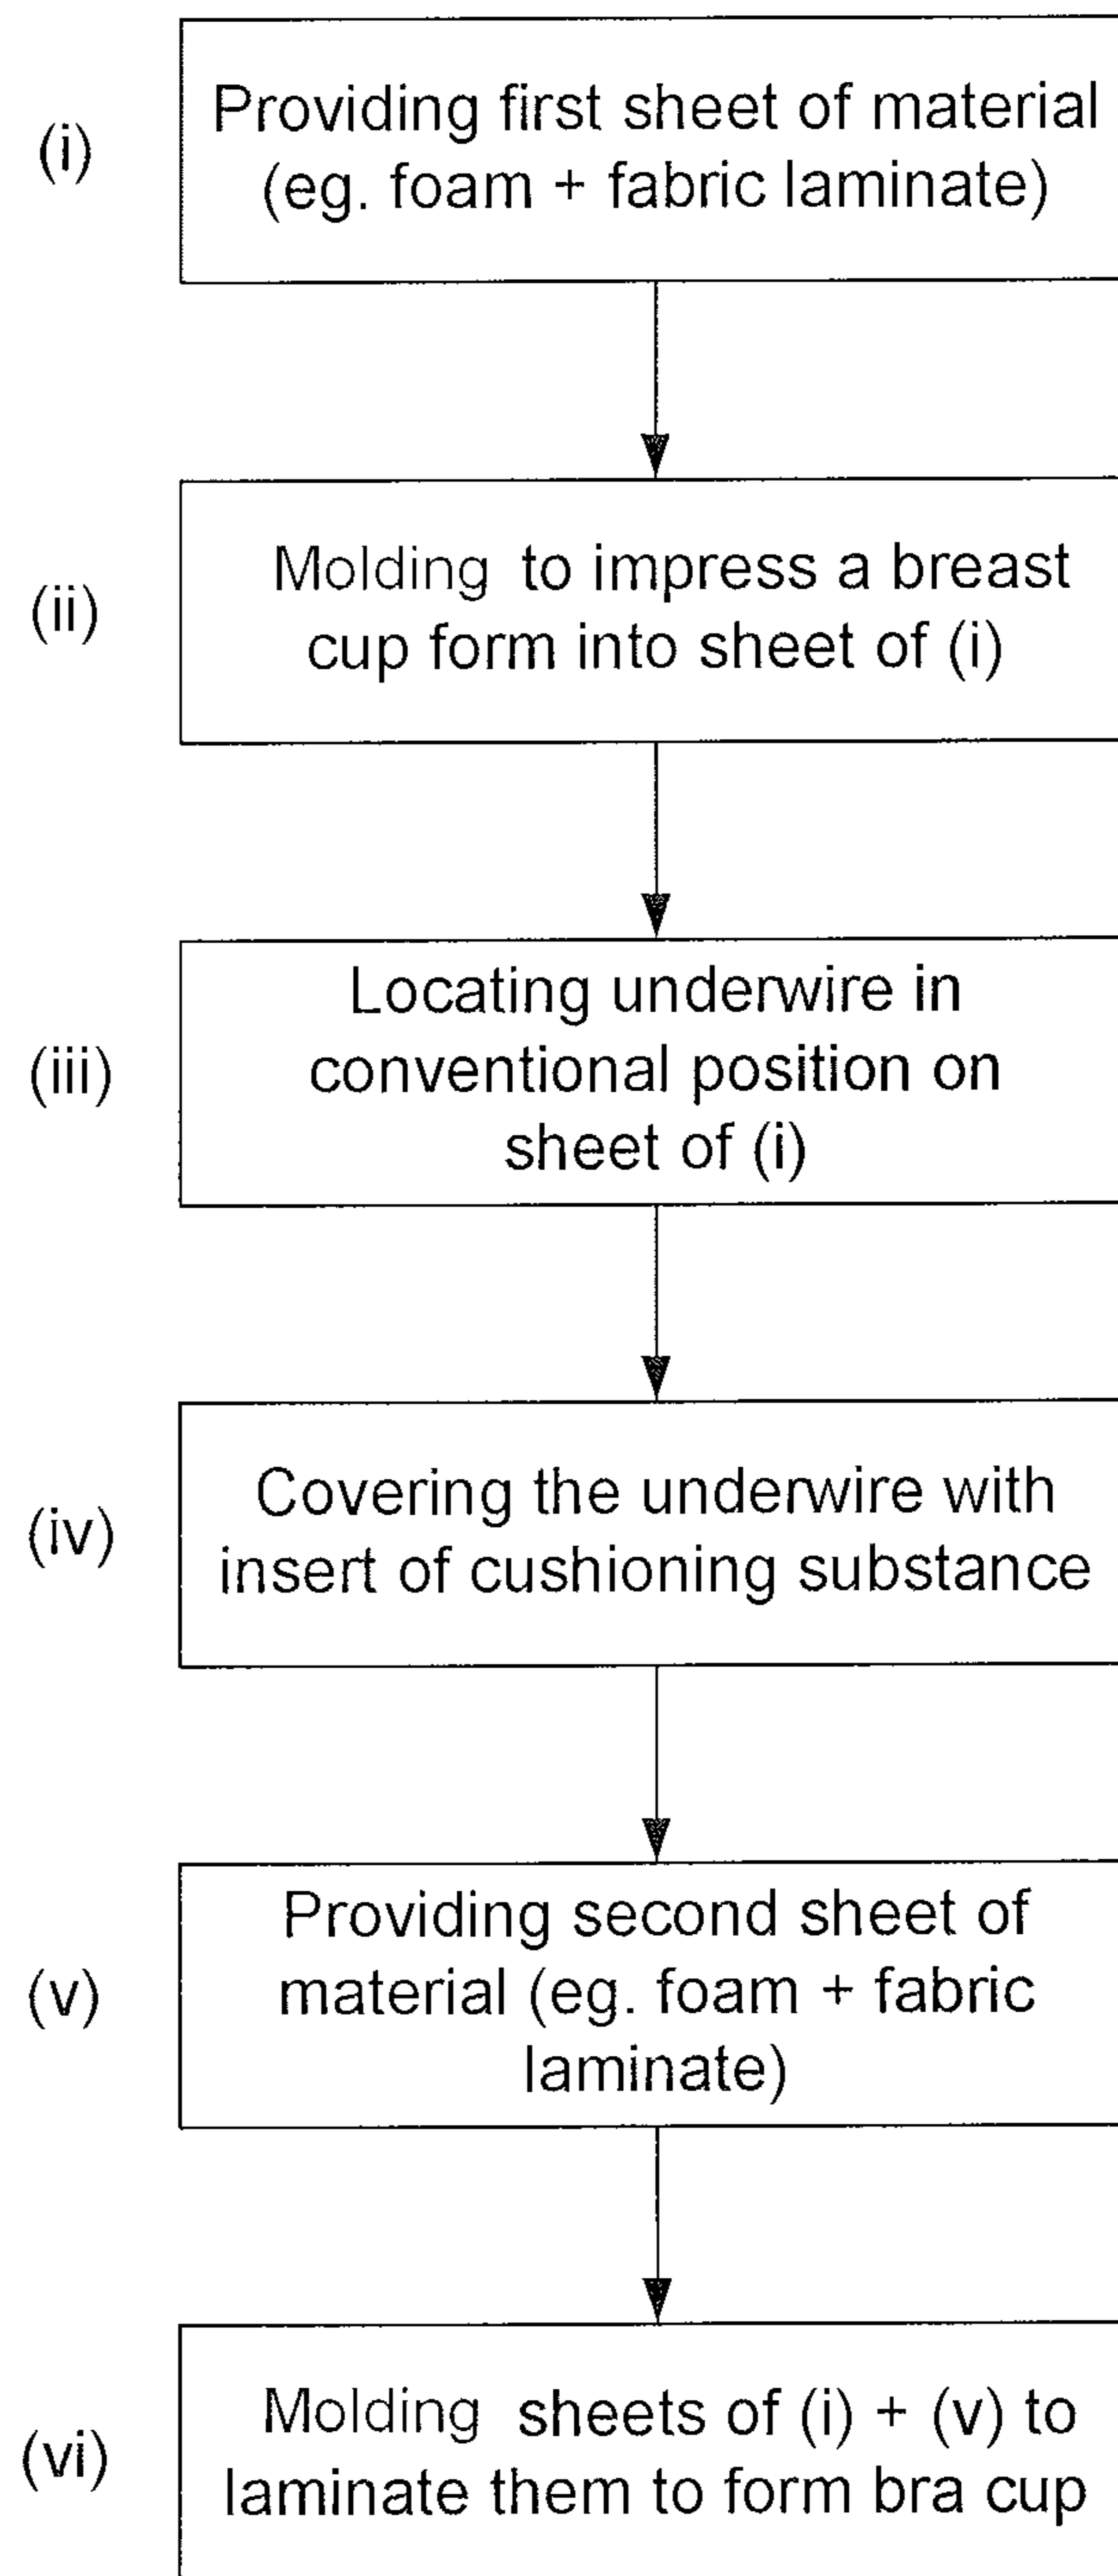 (i)
Providing first sheet of material
(eg. foam + fabric laminate)
(ii)
Molding to impress a breast
cup form into sheet of (i)
(iii)
Locating underwire in
conventional position on
sheet of (i)
(iv)
Covering the underwire with
insert of cushioning substance
(v)
Providing second sheet of
material (eg. foam + fabric
laminate)
(vi)
Molding sheets of (i) + (v) to
laminate them to form bra cup